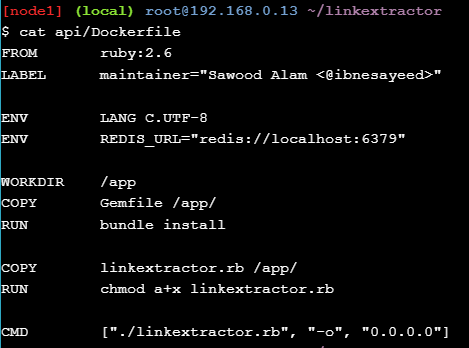 [node1] (local) root@192.168.0.13 ~/linkextractor
$ cat api/Dockerfile
FROM ruby:2.6
LABEL maintainer="Sawood Alam <@ibnesayeed>"
ENV LANG C.UTF-8
ENV REDIS_URL="redis://localhost:6379"
WORKDIR /app
COPY Gemfile /app/
RUN bundle install
COPY linkextractor.rb /app/
RUN chmod a+x linkextractor.rb
CMD ["./linkextractor.rb", "-o", "0.0.0.0"]